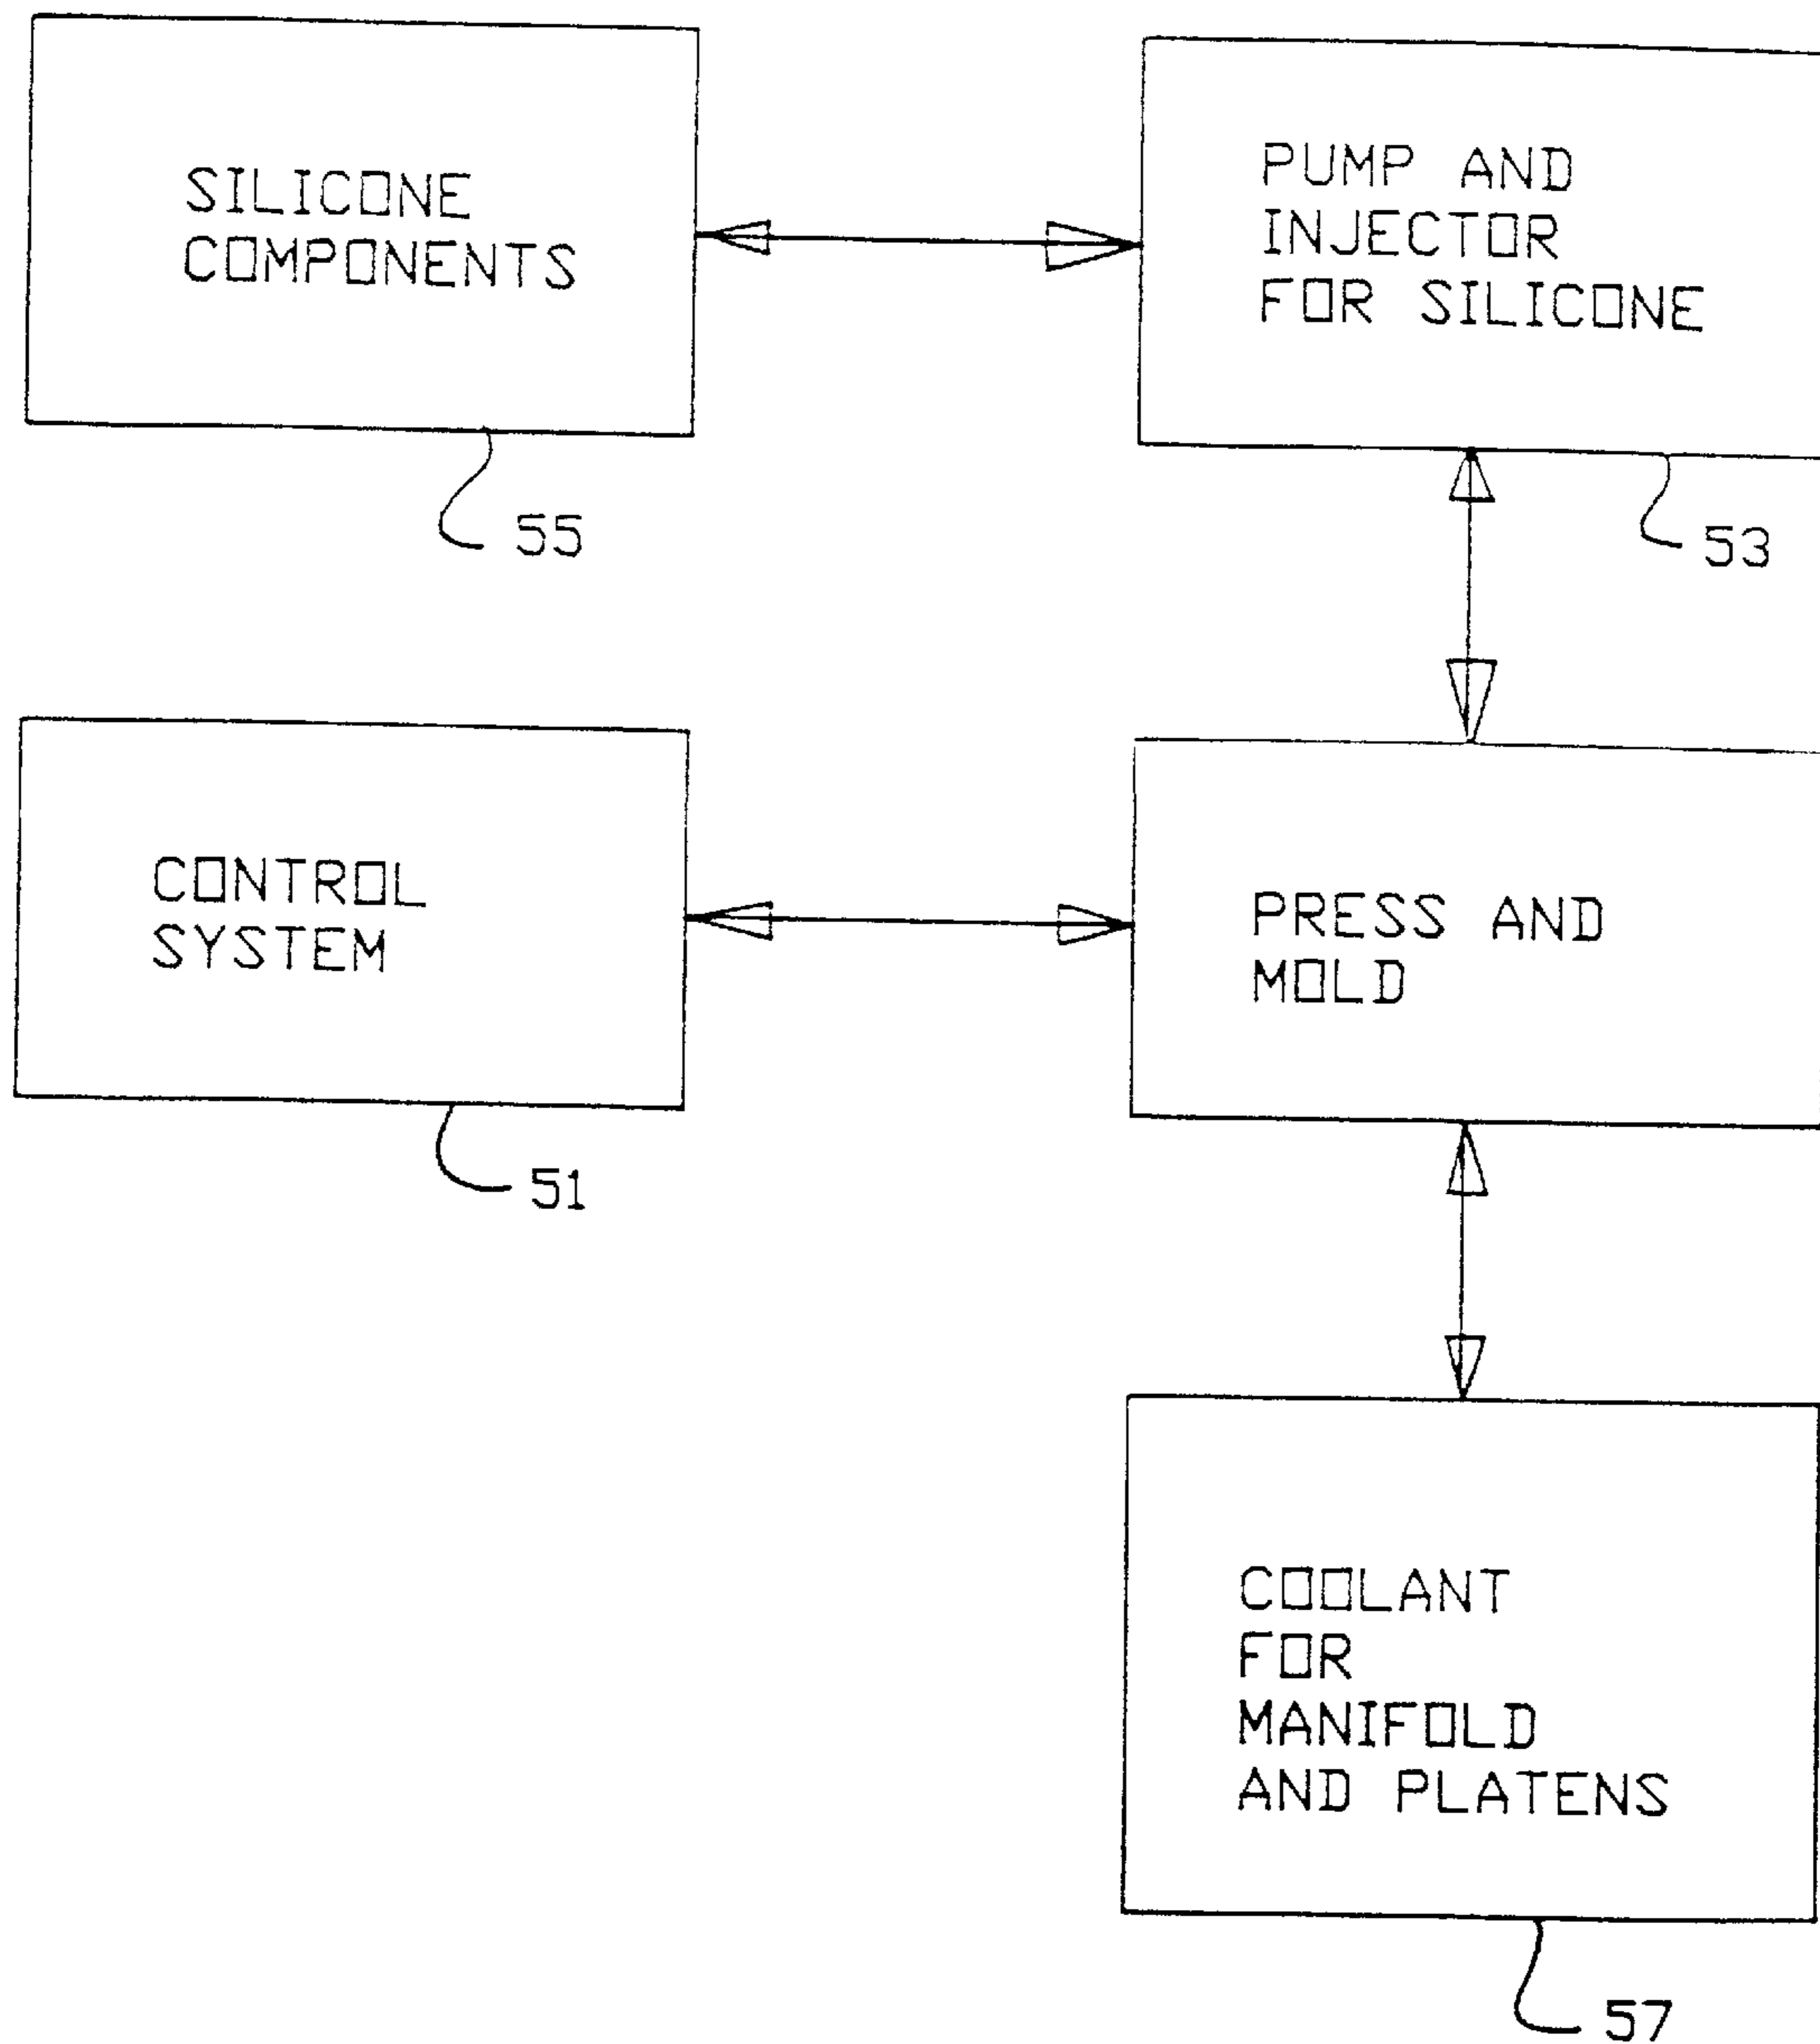 SILICONE
COMPONENTS
55
PUMP AND
INJECTOR
FOR SILICONE
53
CONTROL
SYSTEM
51
PRESS AND
MOLD
COOLANT
FOR
MANIFOLD
AND PLATENS
57